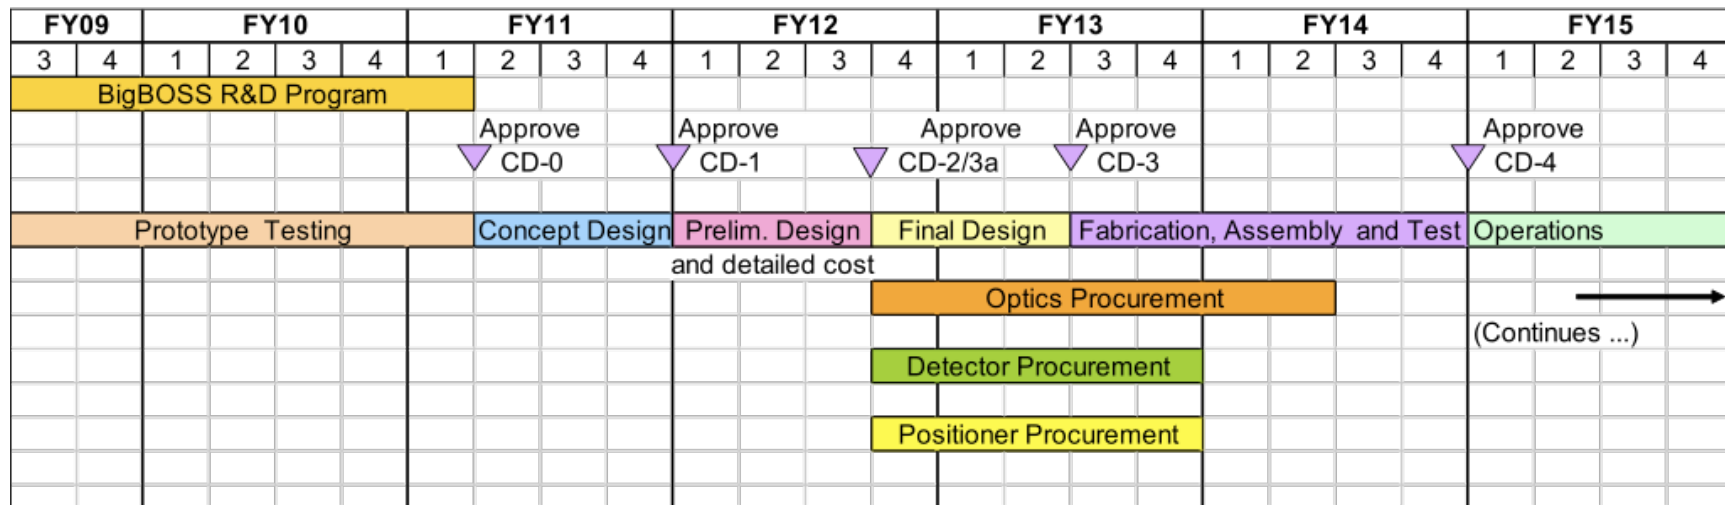 FY09 FY10 FY11 FY12 FY13 FY14 FY15
3 4 1 2 3 4 1 2 3 4 1 2 3 4 1 2 3 4 1 2 3 4 1 2 3 4
BigBOSS R&D Program
Approve Approve Approve Approve Approve
CD-0 CD-1 CD-2/3a CD-3 CD-4
Prototype Testing Concept Design Prelim. Design Final Design Fabrication, Assembly and Test Operations
and detailed cost
Optics Procurement
(Continues ...)
Detector Procurement
Positioner Procurement